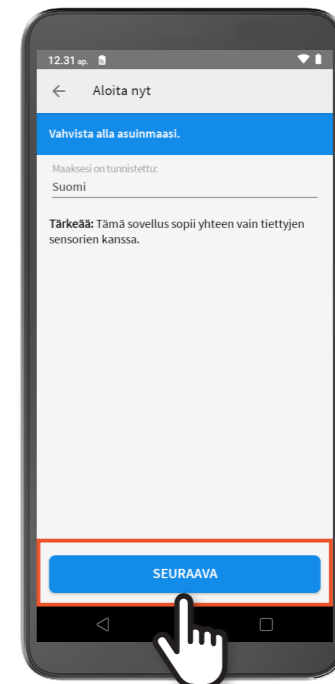 12.31 ap.
Aloita nyt
Vahvista alla asuinmaasi.
Maaksesi on tunnistettu:
Suomi
Tärkeää: Tämä sovellus sopii yhteen vain tiettyjen
sensorien kanssa.
SEURAAVA